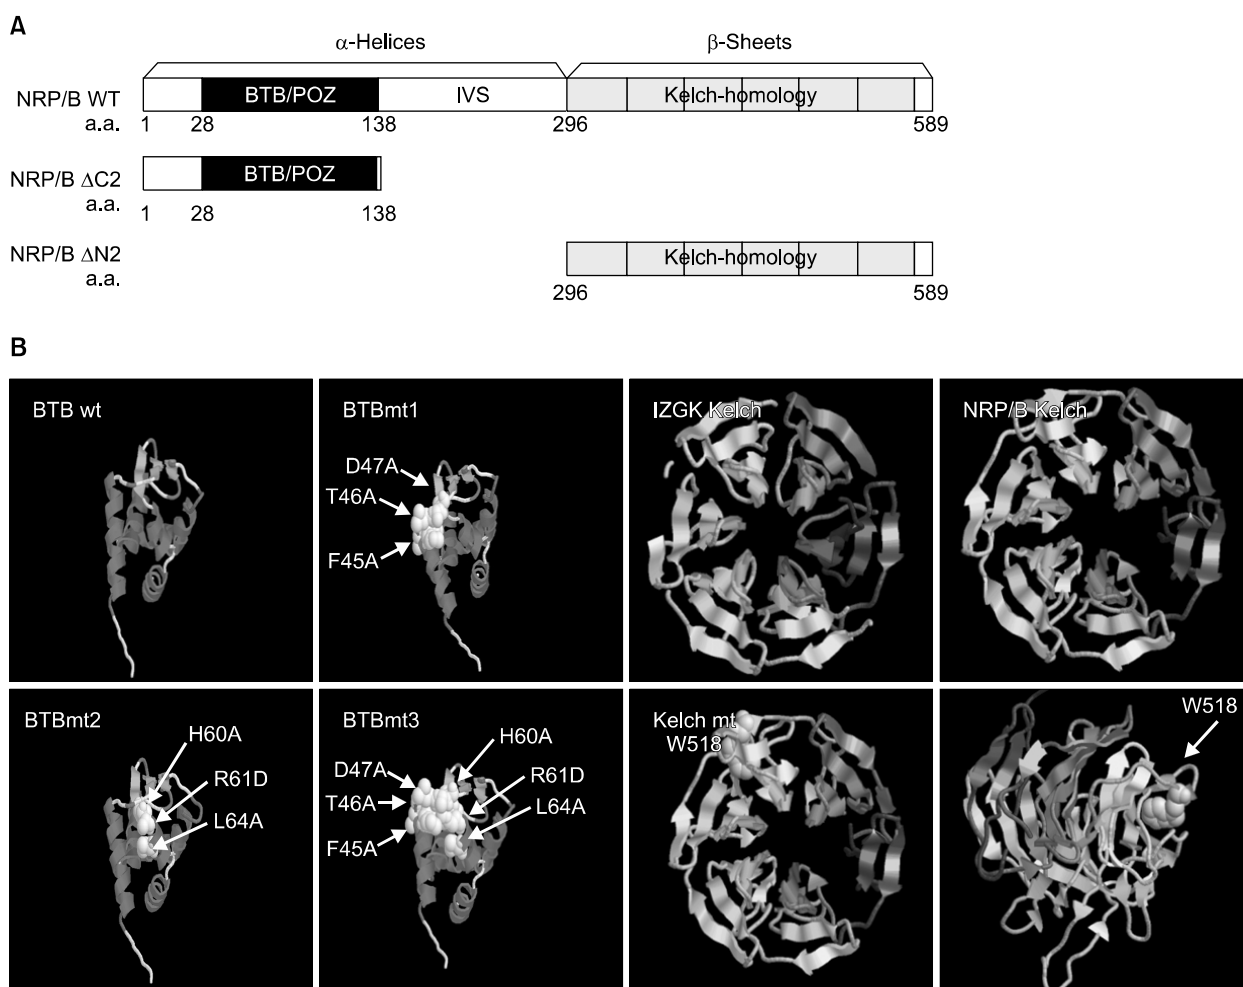 A
α-Helices β-Sheets
NRP/B WT BTB/POZ IVS Kelch-homology
a.a. 1 28 138 296 589
NRP/B ΔC2 BTB/POZ
a.a. 1 28 138
NRP/B ΔN2 Kelch-homology
a.a. 296 589
B
BTB wt
BTBmt1
D47A
T46A
F45A
IZGK Kelch
NRP/B Kelch
BTBmt2
H60A
R61D
L64A
BTBmt3
H60A
D47A
R61D
T46A
L64A
F45A
Kelch mt
W518
W518